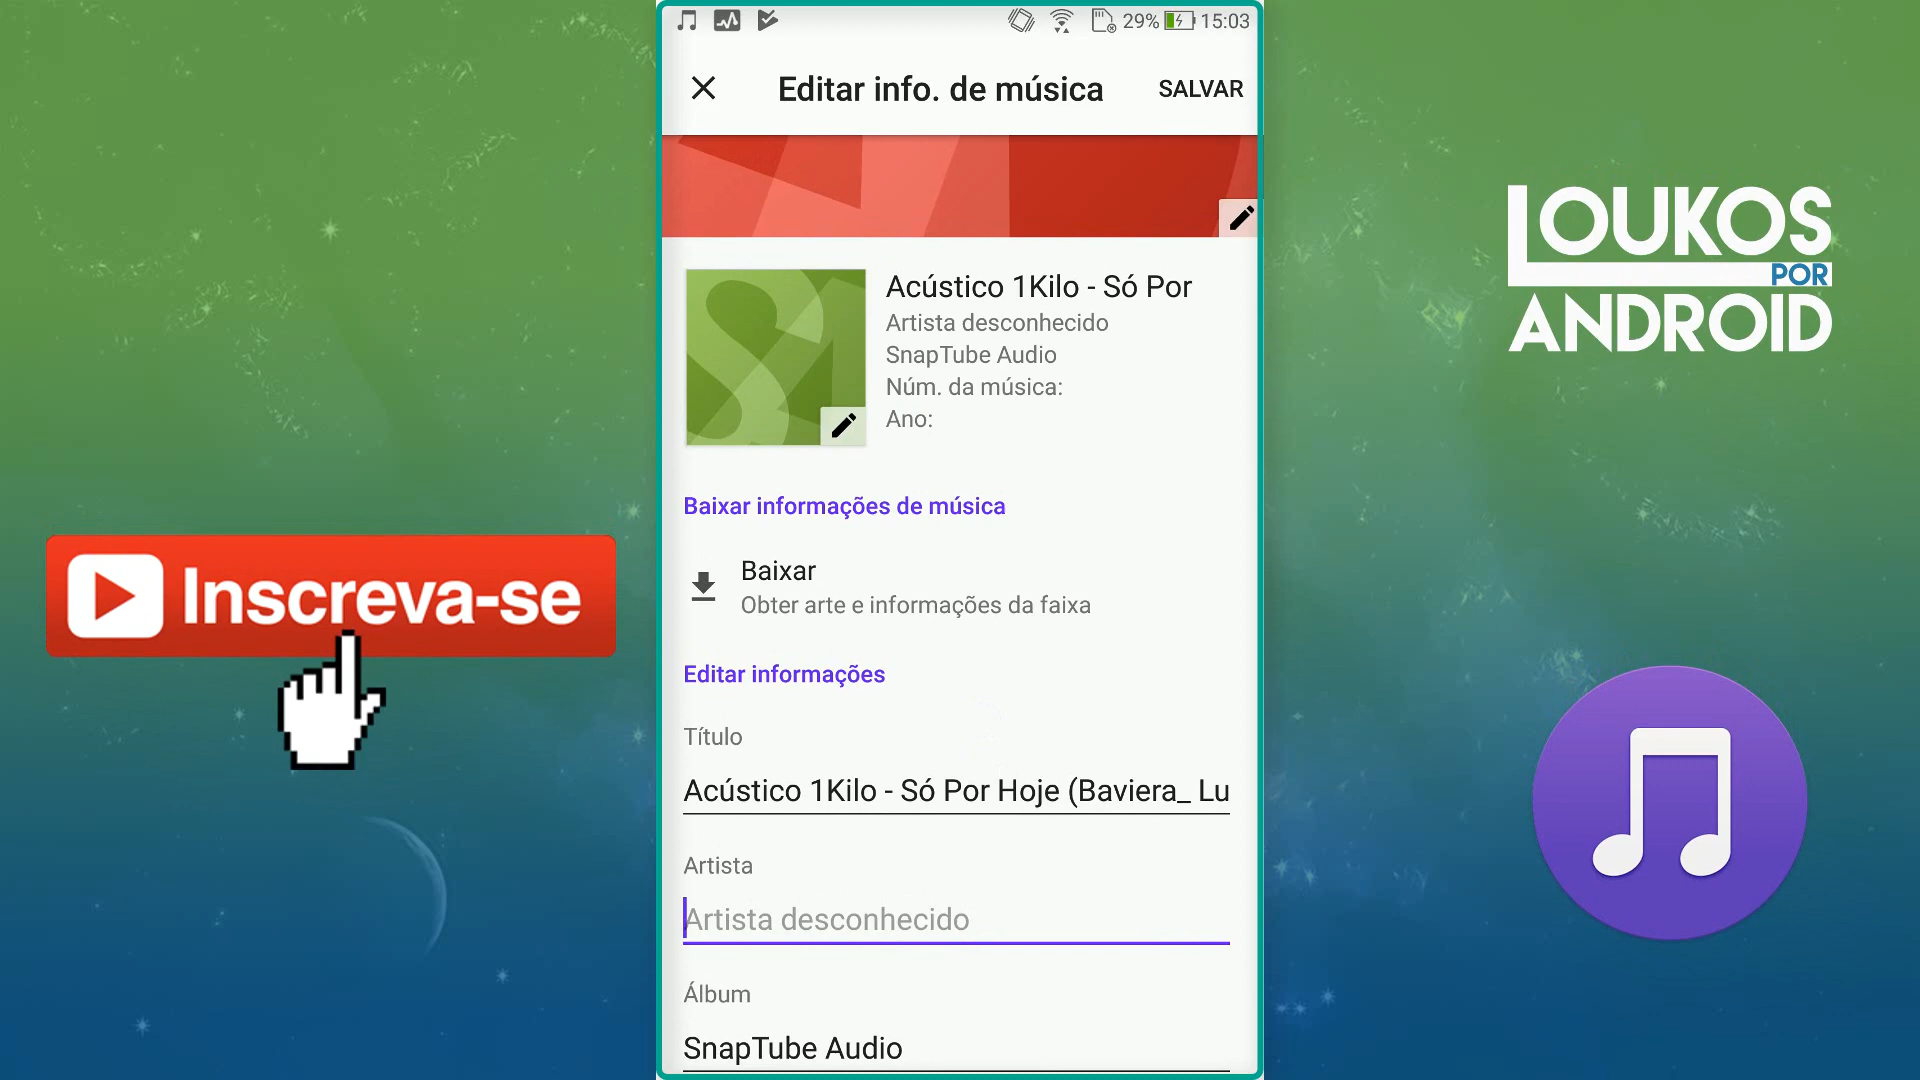 29% 15:03
Editar info. de música SALVAR
Acústico 1Kilo - Só Por
Artista desconhecido
SnapTube Audio
Núm. da música:
Ano:
Baixar informações de música
Baixar
Obter arte e informações da faixa
Editar informações
Título
Acústico 1Kilo - Só Por Hoje (Baviera_ Lu
Artista
Artista desconhecido
Álbum
SnapTube Audio
Inscreva-se
LOUKOS
POR
ANDROID